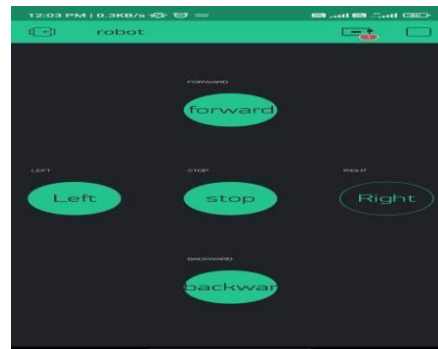 12:03 PM | 0.3KB/s
robot
FORWARD
forward
LEFT STOP RIGHT
Left stop Right
BACKWARD
backwar